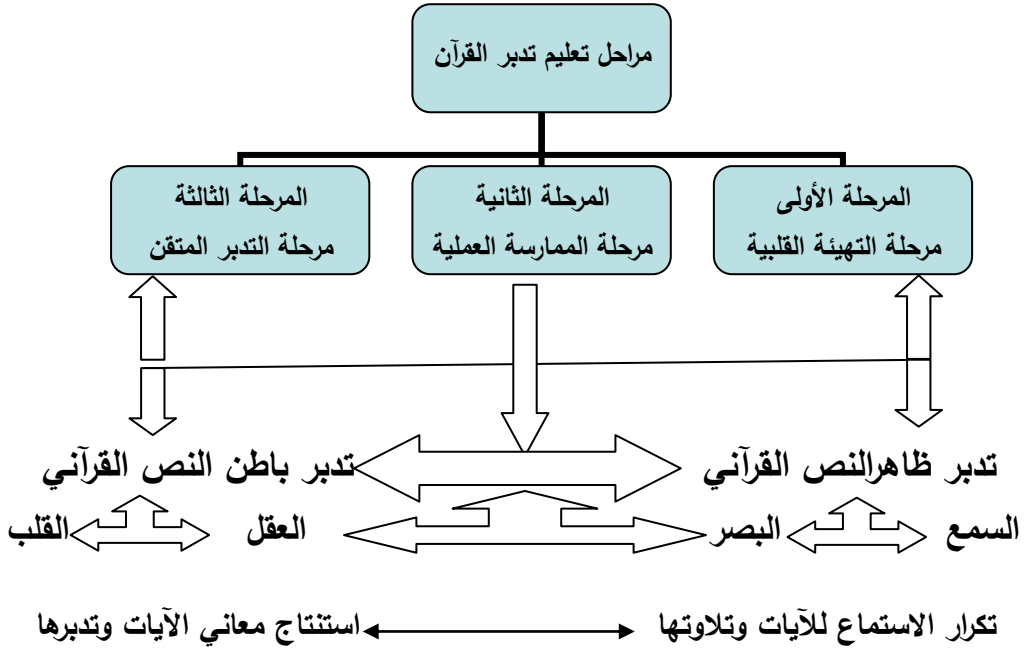 مراحل تعليم تدبر القرآن
المرحلة الأولى
مرحلة التهيئة القلبية
المرحلة الثانية
مرحلة الممارسة العملية
المرحلة الثالثة
مرحلة التدبر المتقن
تدبر ظاهرالنص القرآني
تدبر باطن النص القرآني
السمع
البصر
العقل
القلب
تكرار الاستماع للآيات وتلاوتها
استنتاج معاني الآيات وتدبرها